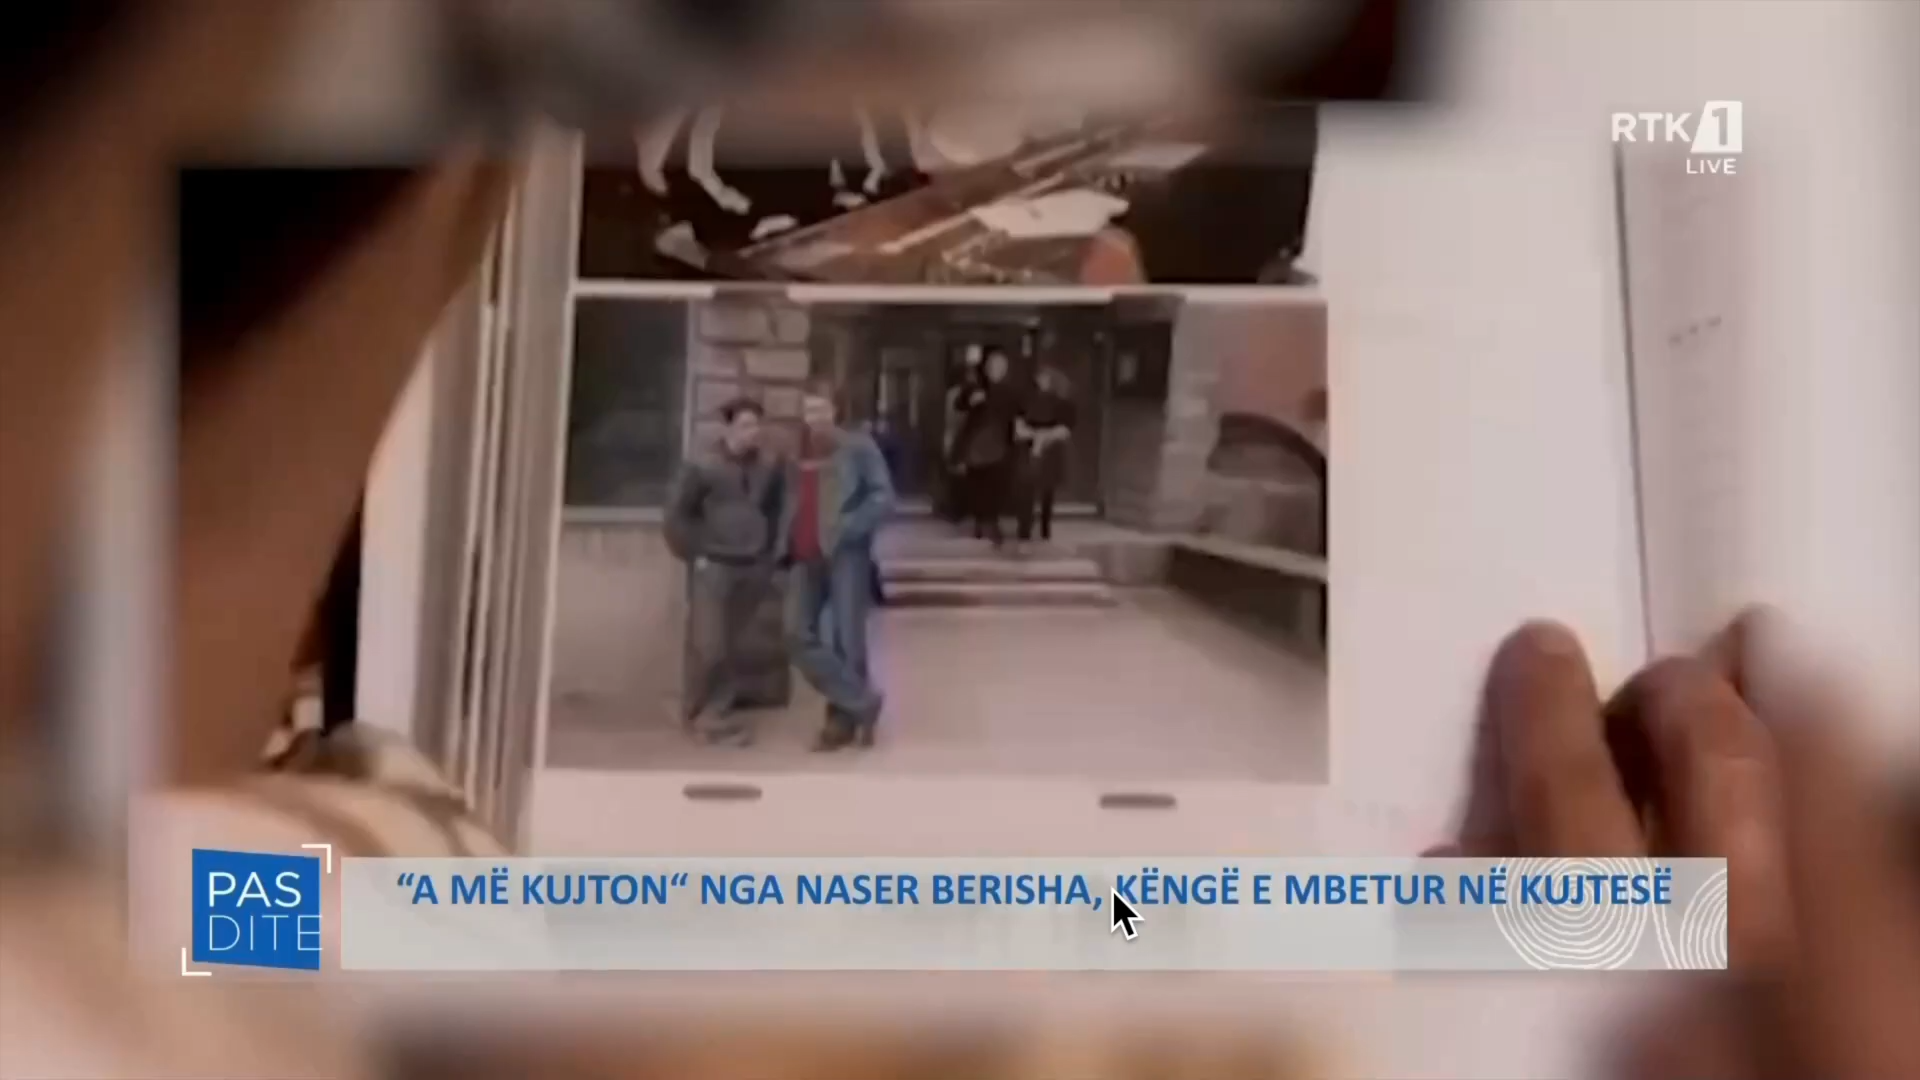 RTK 1
LIVE
PAS
DITE
“A MË KUJTON“ NGA NASER BERISHA, KËNGË E MBETUR NË KUJTESË